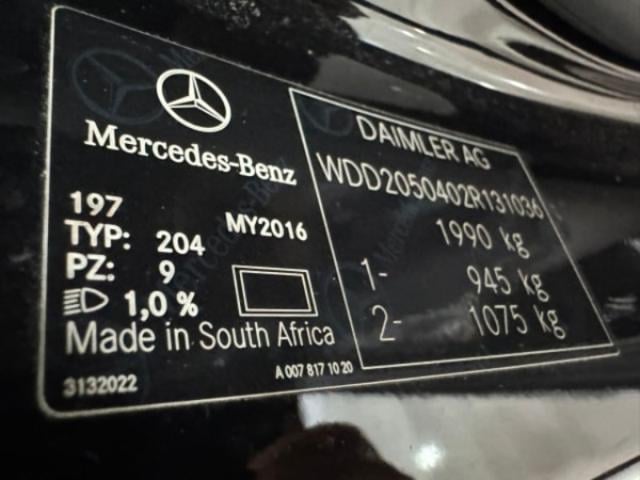 Mercedes-Benz
197
MY2016
TYP: 204
PZ: 9
1,0 %
Made in South Africa
3132022
A 007 817 10 20
DAIMLER AG
WDD2050402R131036
1990 kg
1- 945 kg
2- 1075 kg